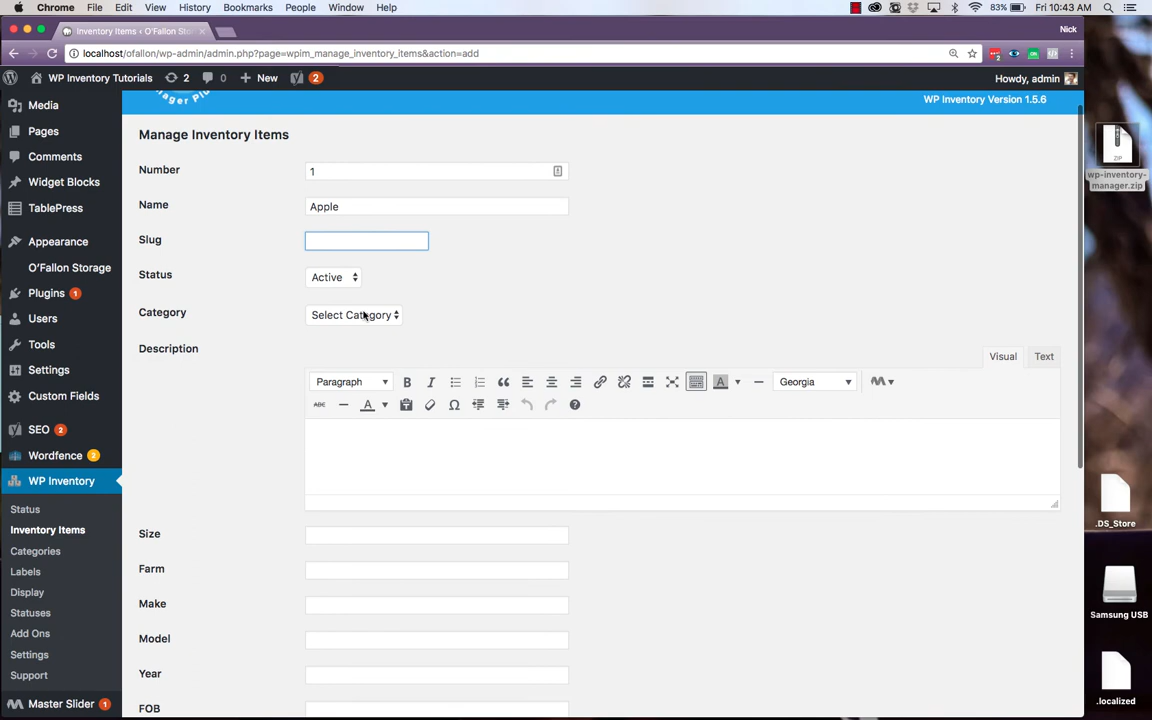 Chrome File Edit View History Bookmarks People Window Help 83% Fri 10:43 AM
Inventory Items ‹ O'Fallon Stor Nick
localhost/ofallon/wp-admin/admin.php?page=wpim_manage_inventory_items&action=add
WP Inventory Tutorials 2 0 New 2 Howdy, admin
Media
Pages
Comments
Widget Blocks
TablePress
Appearance
O'Fallon Storage
Plugins 1
Users
Tools
Settings
Custom Fields
SEO 2
Wordfence 2
WP Inventory
Status
Inventory Items
Categories
Labels
Display
Statuses
Add Ons
Settings
Support
Master Slider 1
WP Inventory Version 1.5.6
Manage Inventory Items
Number 1
Name Apple
Slug
Status Active
Category Select Category
Description
Visual Text
Paragraph B I Georgia
ABC A
Size
Farm
Make
Model
Year
FOB
ZIP
wp-inventory-
manager.zip
.DS_Store
Samsung USB
.localized